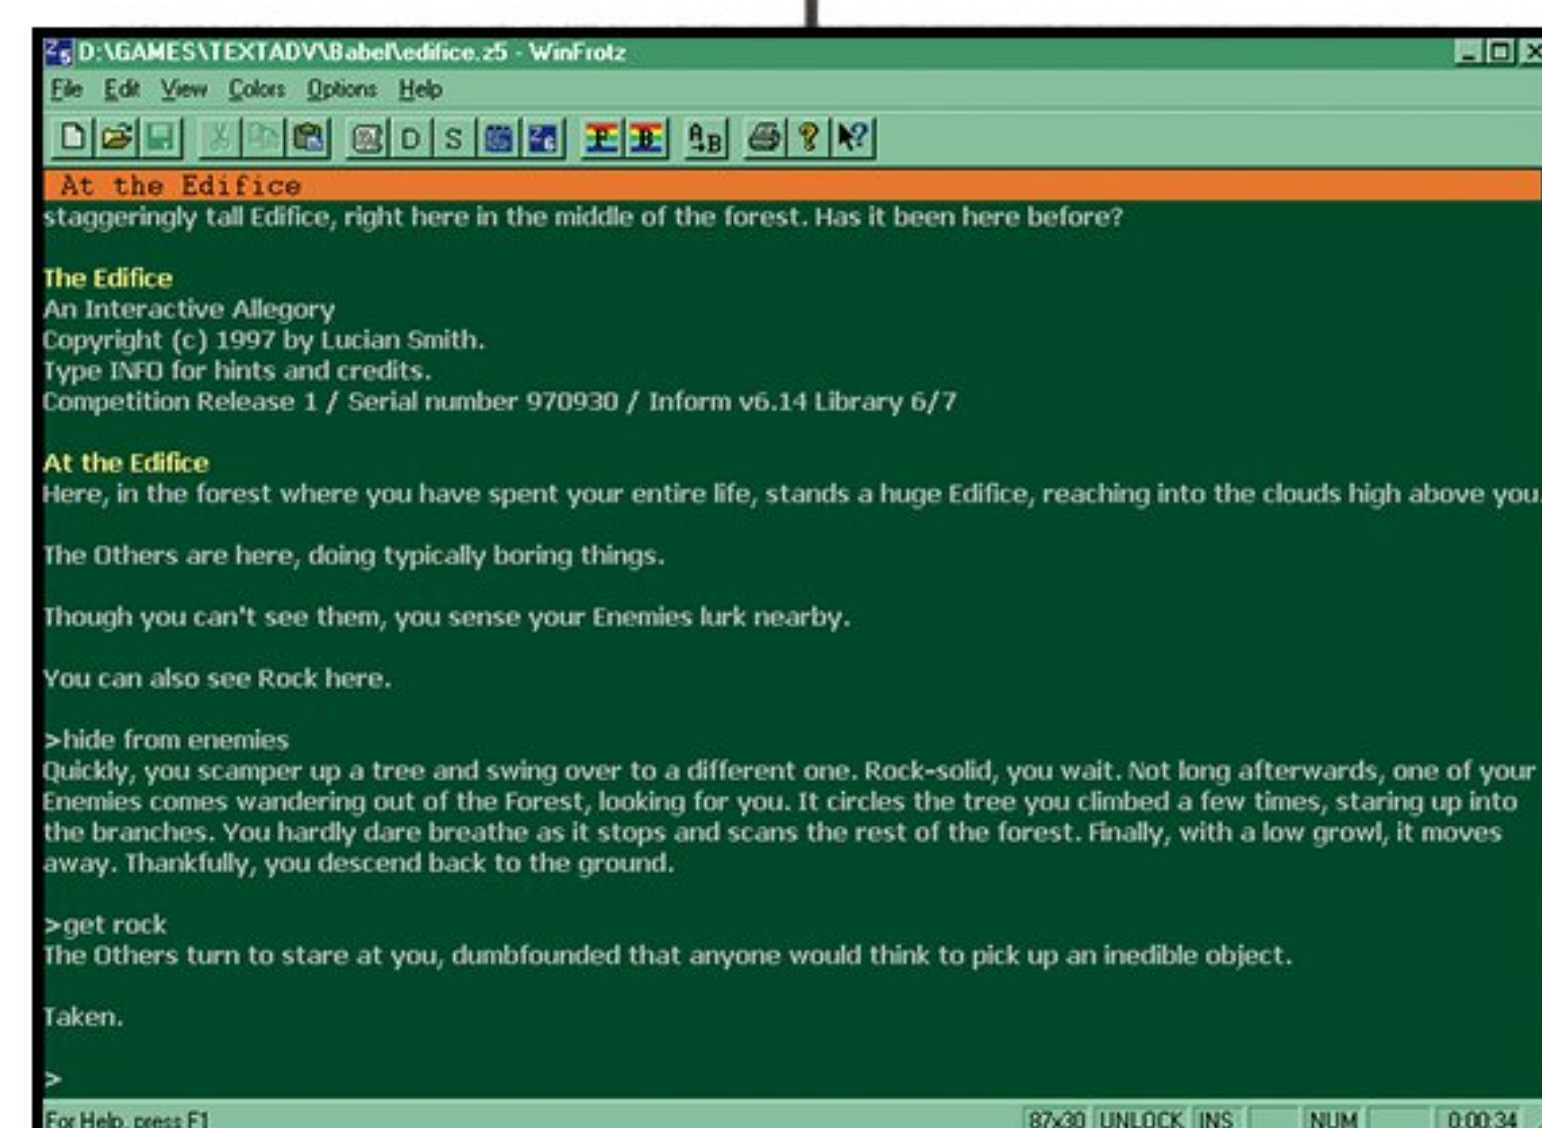 D:\GAMES\TEXTADV\Babel\edifice.z5 - WinFrotz
File Edit View Colors Options Help
D S F B A B
At the Edifice
staggeringly tall Edifice, right here in the middle of the forest. Has it been here before?
The Edifice
An Interactive Allegory
Copyright (c) 1997 by Lucian Smith.
Type INFO for hints and credits.
Competition Release 1 / Serial number 970930 / Inform v6.14 Library 6/7
At the Edifice
Here, in the forest where you have spent your entire life, stands a huge Edifice, reaching into the clouds high above you.
The Others are here, doing typically boring things.
Though you can't see them, you sense your Enemies lurk nearby.
You can also see Rock here.
>hide from enemies
Quickly, you scamper up a tree and swing over to a different one. Rock-solid, you wait. Not long afterwards, one of your
Enemies comes wandering out of the Forest, looking for you. It circles the tree you climbed a few times, staring up into
the branches. You hardly dare breathe as it stops and scans the rest of the forest. Finally, with a low growl, it moves
away. Thankfully, you descend back to the ground.
>get rock
The Others turn to stare at you, dumbfounded that anyone would think to pick up an inedible object.
Taken.
>
For Help, press F1 87x30 UNLOCK INS NUM 0:00:34